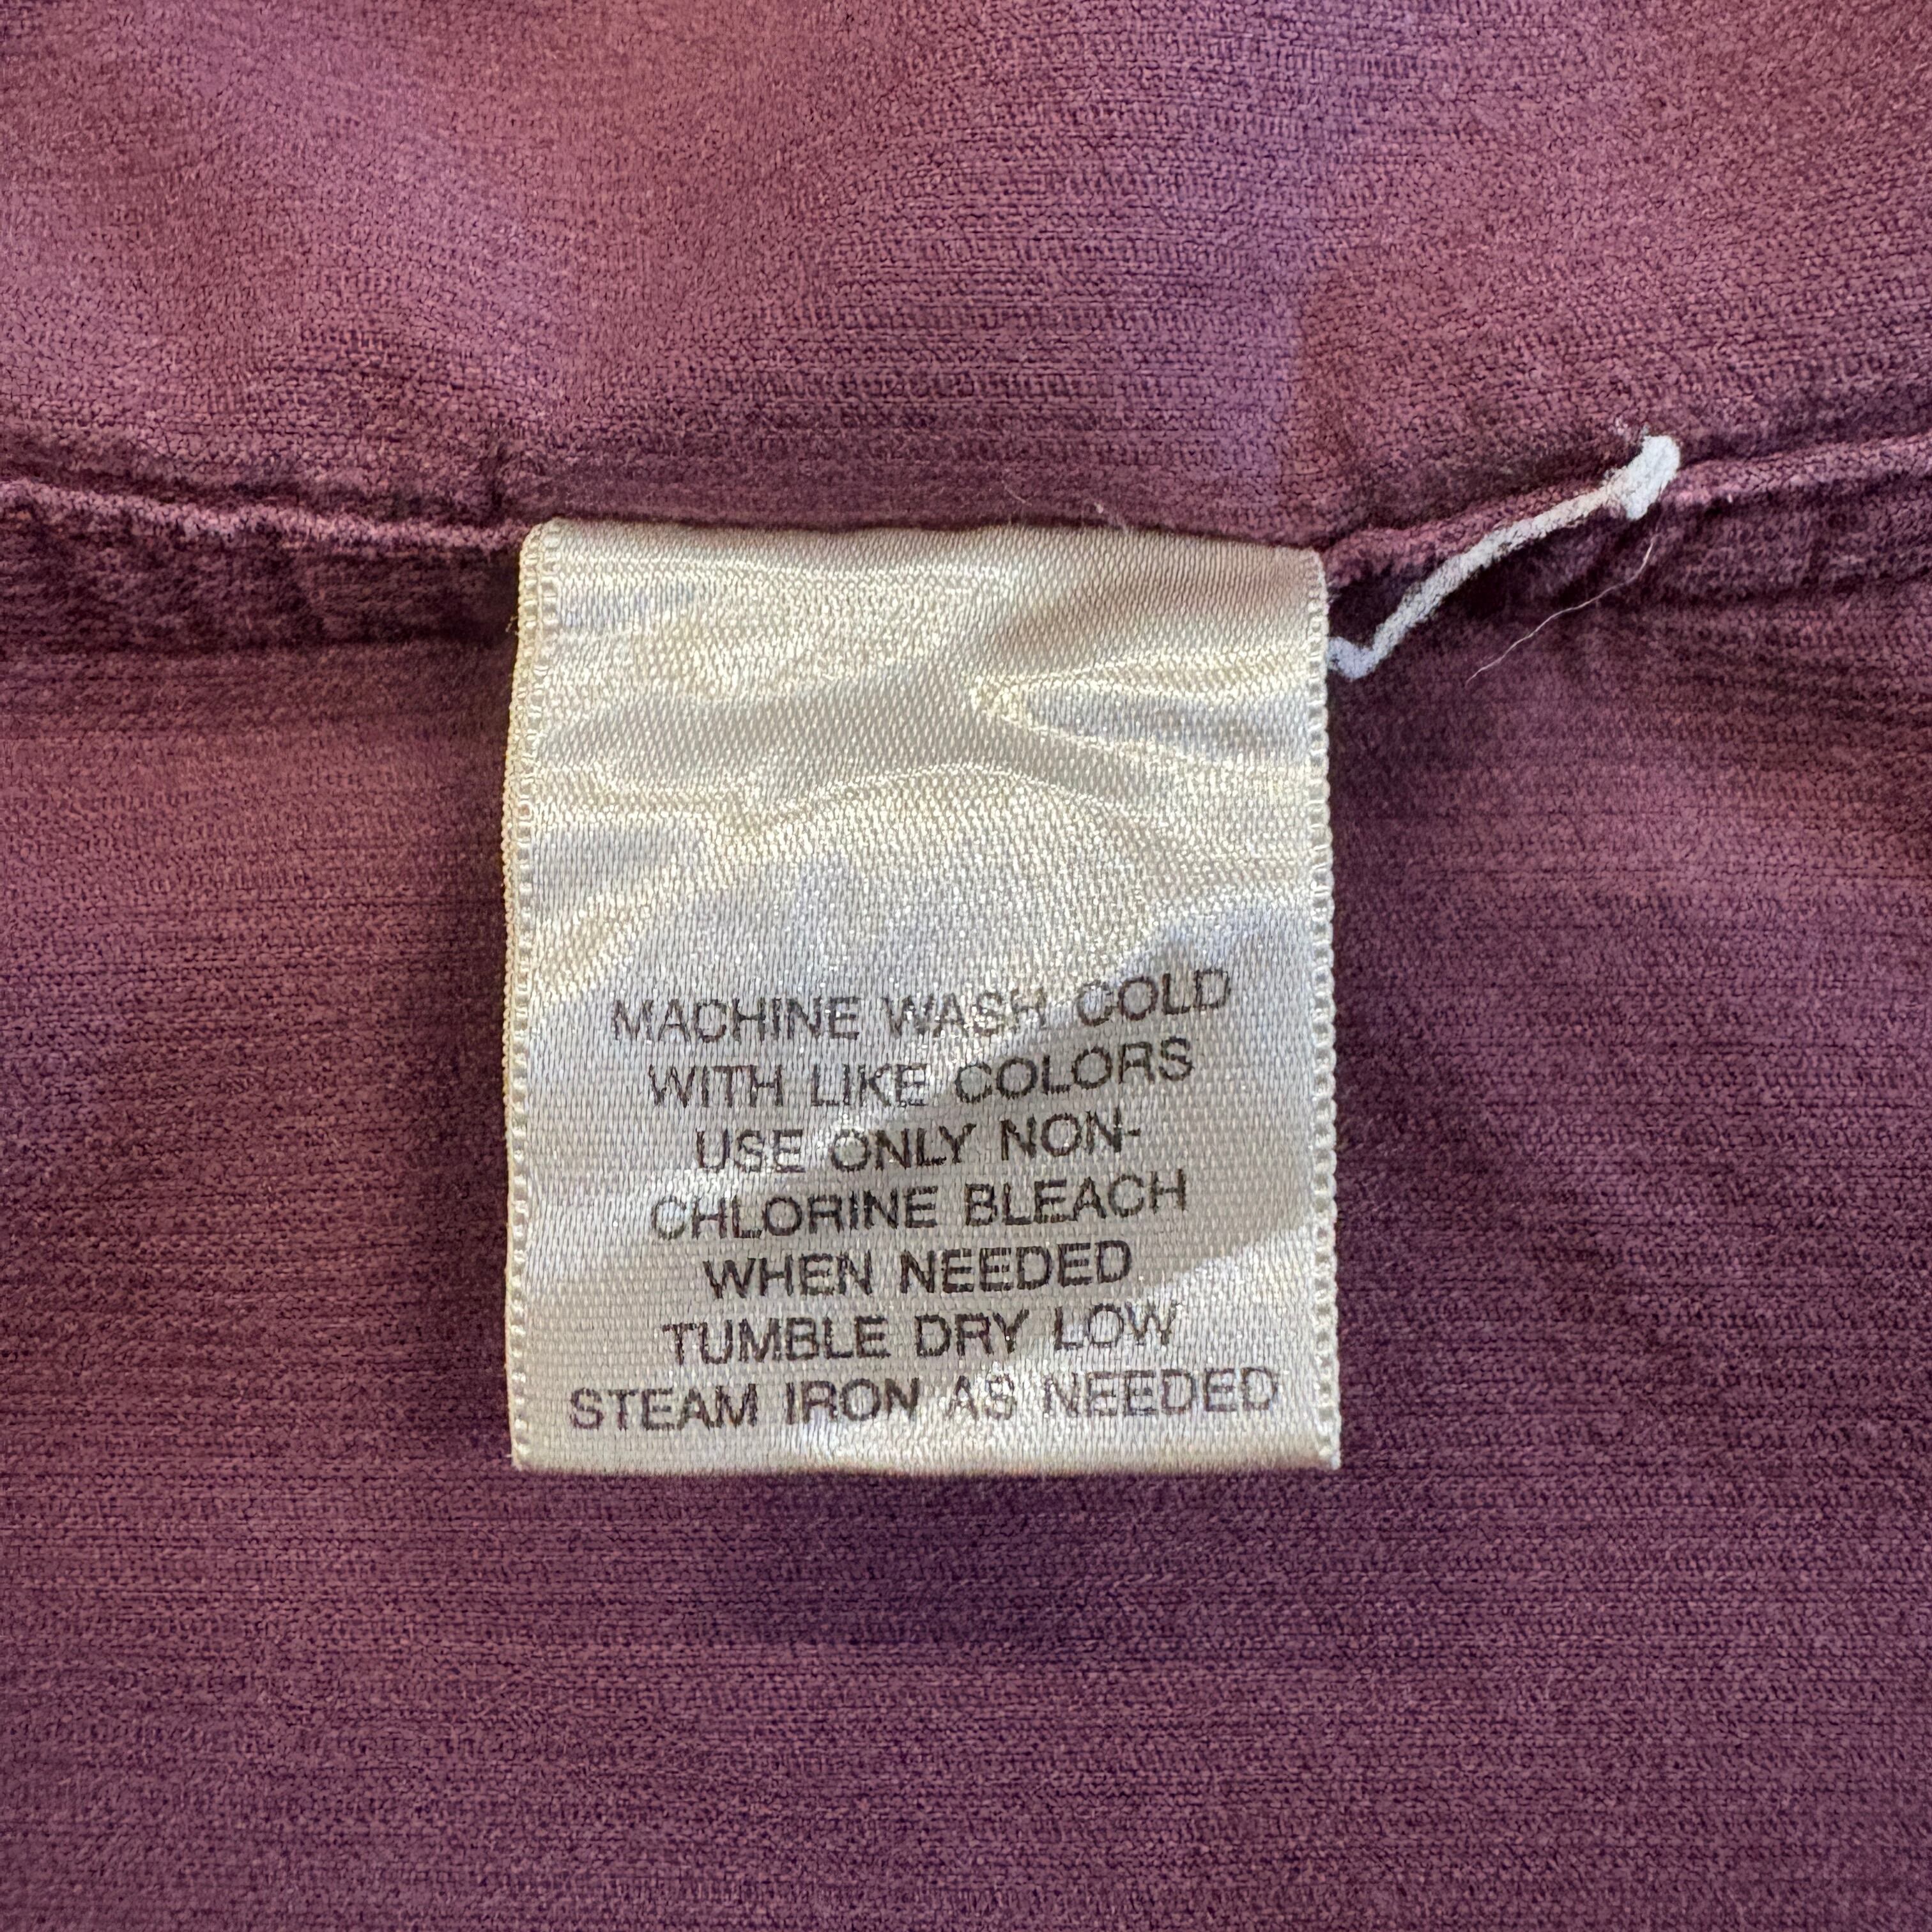 MACHINE WASH COLD
WITH LIKE COLORS
USE ONLY NON-
CHLORINE BLEACH
WHEN NEEDED
TUMBLE DRY LOW
STEAM IRON AS NEEDED